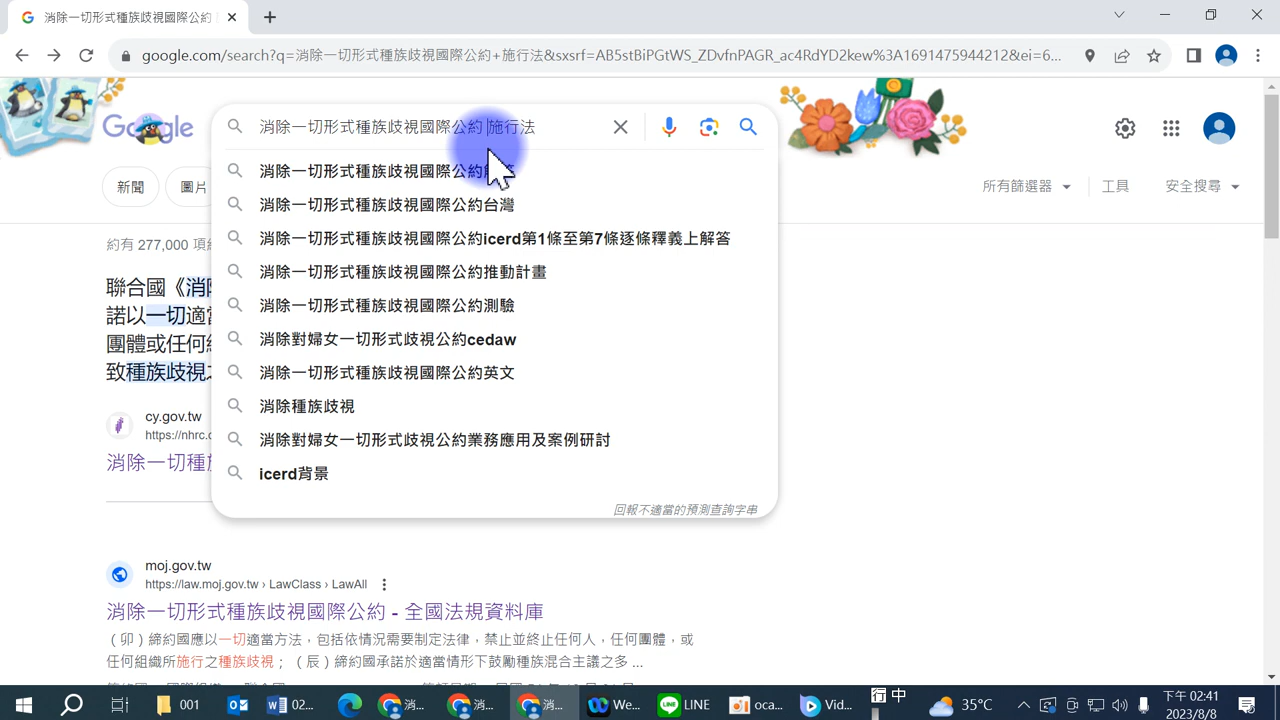 消除一切形式種族歧視國際公約
google.com/search?q=消除一切形式種族歧視國際公約+施行法&sxsrf=AB5stBiPGtWS_ZDvfnPAGR_ac4RdYD2kew%3A1691475944212&ei=6...
Google
消除一切形式種族歧視國際公約 施行法
新聞
圖片
所有篩選器
工具
安全搜尋
消除一切形式種族歧視國際公約
消除一切形式種族歧視國際公約台灣
消除一切形式種族歧視國際公約icerd第1條至第7條逐條釋義上解答
消除一切形式種族歧視國際公約推動計畫
消除一切形式種族歧視國際公約測驗
消除對婦女一切形式歧視公約cedaw
消除一切形式種族歧視國際公約英文
消除種族歧視
消除對婦女一切形式歧視公約業務應用及案例研討
icerd背景
回報不適當的預測查詢字串
約有 277,000 項
聯合國《消除
諾以一切適當
團體或任何
致種族歧視之
cy.gov.tw
https://nhrc.c
消除一切種族
moj.gov.tw
https://law.moj.gov.tw › LawClass › LawAll
消除一切形式種族歧視國際公約 - 全國法規資料庫
（卯）締約國應以一切適當方法，包括依情況需要制定法律，禁止並終止任何人，任何團體，或
任何組織所施行之種族歧視；（辰）締約國承諾於適當情形下鼓勵種族混合主義之多 ...
001
02...
消...
消...
消...
We...
LINE
oca...
Vid...
行 中
35°C
下午 02:41
2023/8/8